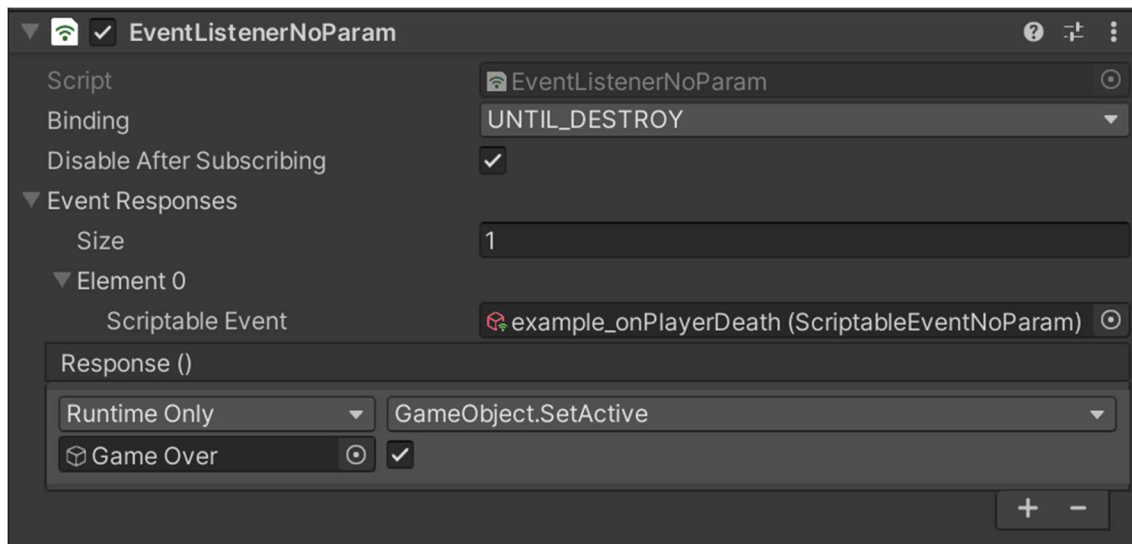 EventListenerNoParam
Script EventListenerNoParam
Binding UNTIL_DESTROY
Disable After Subscribing
Event Responses
Size 1
Element 0
Scriptable Event example_onPlayerDeath (ScriptableEventNoParam)
Response ()
Runtime Only GameObject.SetActive
Game Over